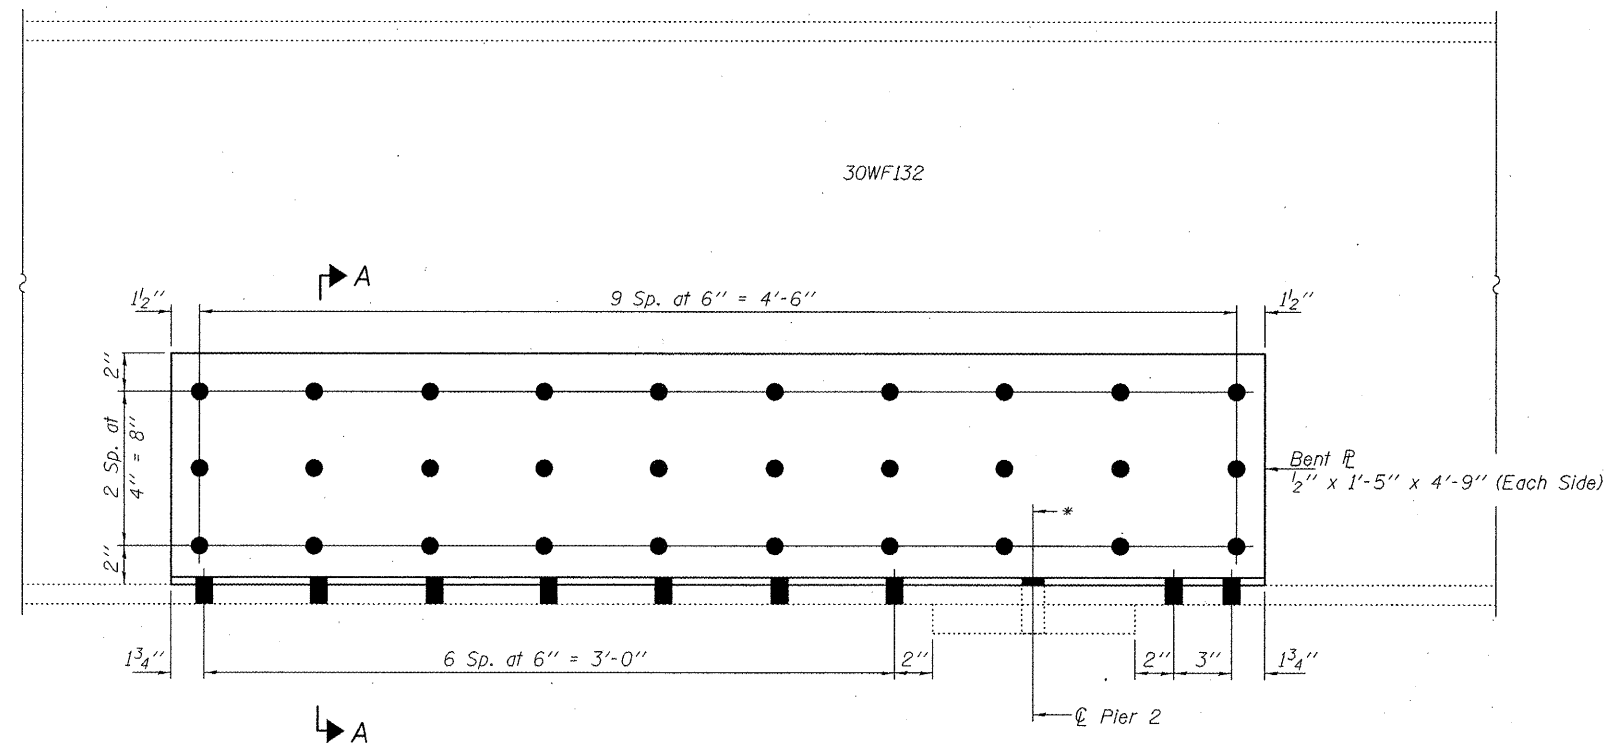 30WF132
A
1½"
9 Sp. at 6" = 4'-6"
1½"
2"
2 Sp. at
4" = 8"
2"
Bent ⅊
½" x 1'-5" x 4'-9" (Each Side)
*
1¾"
6 Sp. at 6" = 3'-0"
2"
2"
3"
1¾"
℄ Pier 2
A